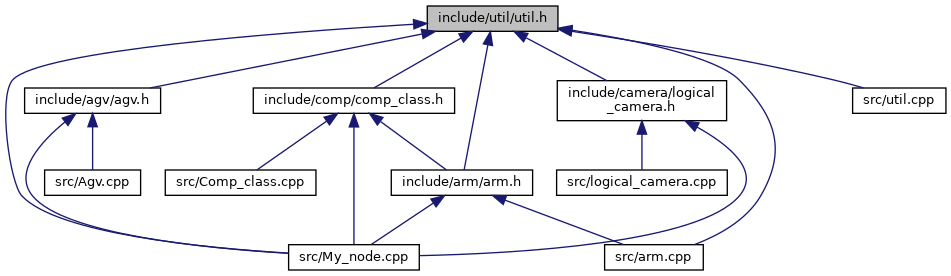 include/util/util.h
include/agv/agv.h
include/comp/comp_class.h
include/camera/logical
_camera.h
src/util.cpp
src/Agv.cpp
src/Comp_class.cpp
include/arm/arm.h
src/logical_camera.cpp
src/My_node.cpp
src/arm.cpp